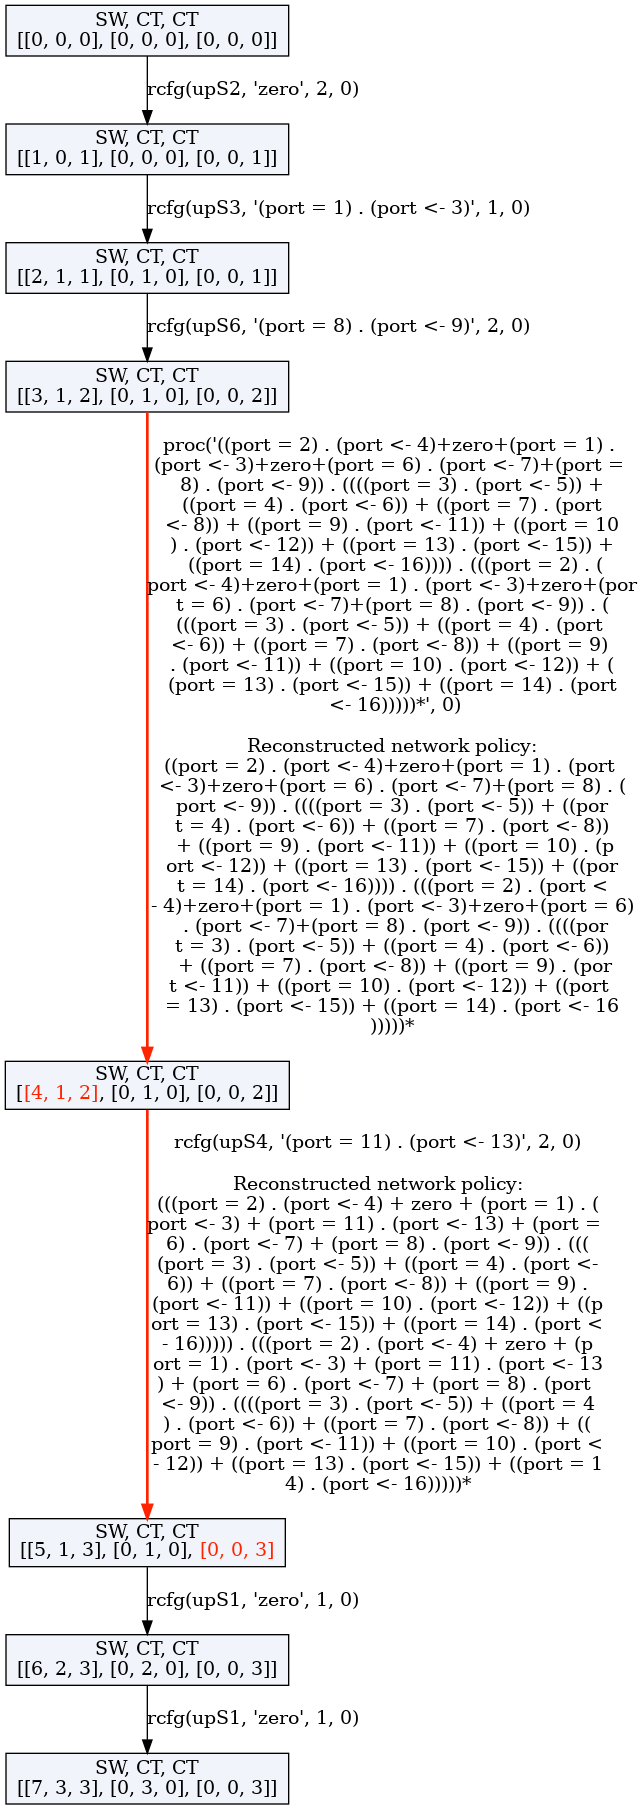 SW, CT, CT
[[0, 0, 0], [0, 0, 0], [0, 0, 0]]
rcfg(upS2, 'zero', 2, 0)
SW, CT, CT
[[1, 0, 1], [0, 0, 0], [0, 0, 1]]
rcfg(upS3, '(port = 1) . (port <- 3)', 1, 0)
SW, CT, CT
[[2, 1, 1], [0, 1, 0], [0, 0, 1]]
rcfg(upS6, '(port = 8) . (port <- 9)', 2, 0)
SW, CT, CT
[[3, 1, 2], [0, 1, 0], [0, 0, 2]]
proc('((port = 2) . (port <- 4)+zero+(port = 1) .
(port <- 3)+zero+(port = 6) . (port <- 7)+(port =
8) . (port <- 9)) . ((((port = 3) . (port <- 5)) +
((port = 4) . (port <- 6)) + ((port = 7) . (port
<- 8)) + ((port = 9) . (port <- 11)) + ((port = 10
) . (port <- 12)) + ((port = 13) . (port <- 15)) +
((port = 14) . (port <- 16)))) . (((port = 2) . (
port <- 4)+zero+(port = 1) . (port <- 3)+zero+(por
t = 6) . (port <- 7)+(port = 8) . (port <- 9)) . (
(((port = 3) . (port <- 5)) + ((port = 4) . (port
<- 6)) + ((port = 7) . (port <- 8)) + ((port = 9)
. (port <- 11)) + ((port = 10) . (port <- 12)) + (
(port = 13) . (port <- 15)) + ((port = 14) . (port
<- 16)))))*', 0)
Reconstructed network policy:
((port = 2) . (port <- 4)+zero+(port = 1) . (port
<- 3)+zero+(port = 6) . (port <- 7)+(port = 8) . (
port <- 9)) . ((((port = 3) . (port <- 5)) + ((por
t = 4) . (port <- 6)) + ((port = 7) . (port <- 8))
+ ((port = 9) . (port <- 11)) + ((port = 10) . (p
ort <- 12)) + ((port = 13) . (port <- 15)) + ((por
t = 14) . (port <- 16)))) . (((port = 2) . (port <
- 4)+zero+(port = 1) . (port <- 3)+zero+(port = 6)
. (port <- 7)+(port = 8) . (port <- 9)) . ((((por
t = 3) . (port <- 5)) + ((port = 4) . (port <- 6))
+ ((port = 7) . (port <- 8)) + ((port = 9) . (por
t <- 11)) + ((port = 10) . (port <- 12)) + ((port
= 13) . (port <- 15)) + ((port = 14) . (port <- 16
)))))*
SW, CT, CT
[[4, 1, 2], [0, 1, 0], [0, 0, 2]]
rcfg(upS4, '(port = 11) . (port <- 13)', 2, 0)
Reconstructed network policy:
(((port = 2) . (port <- 4) + zero + (port = 1) . (
port <- 3) + (port = 11) . (port <- 13) + (port =
6) . (port <- 7) + (port = 8) . (port <- 9)) . (((
(port = 3) . (port <- 5)) + ((port = 4) . (port <-
6)) + ((port = 7) . (port <- 8)) + ((port = 9) .
(port <- 11)) + ((port = 10) . (port <- 12)) + ((p
ort = 13) . (port <- 15)) + ((port = 14) . (port <
- 16))))) . (((port = 2) . (port <- 4) + zero + (p
ort = 1) . (port <- 3) + (port = 11) . (port <- 13
) + (port = 6) . (port <- 7) + (port = 8) . (port
<- 9)) . ((((port = 3) . (port <- 5)) + ((port = 4
) . (port <- 6)) + ((port = 7) . (port <- 8)) + ((
port = 9) . (port <- 11)) + ((port = 10) . (port <
- 12)) + ((port = 13) . (port <- 15)) + ((port = 1
4) . (port <- 16)))))*
SW, CT, CT
[[5, 1, 3], [0, 1, 0], [0, 0, 3]
rcfg(upS1, 'zero', 1, 0)
SW, CT, CT
[[6, 2, 3], [0, 2, 0], [0, 0, 3]]
rcfg(upS1, 'zero', 1, 0)
SW, CT, CT
[[7, 3, 3], [0, 3, 0], [0, 0, 3]]